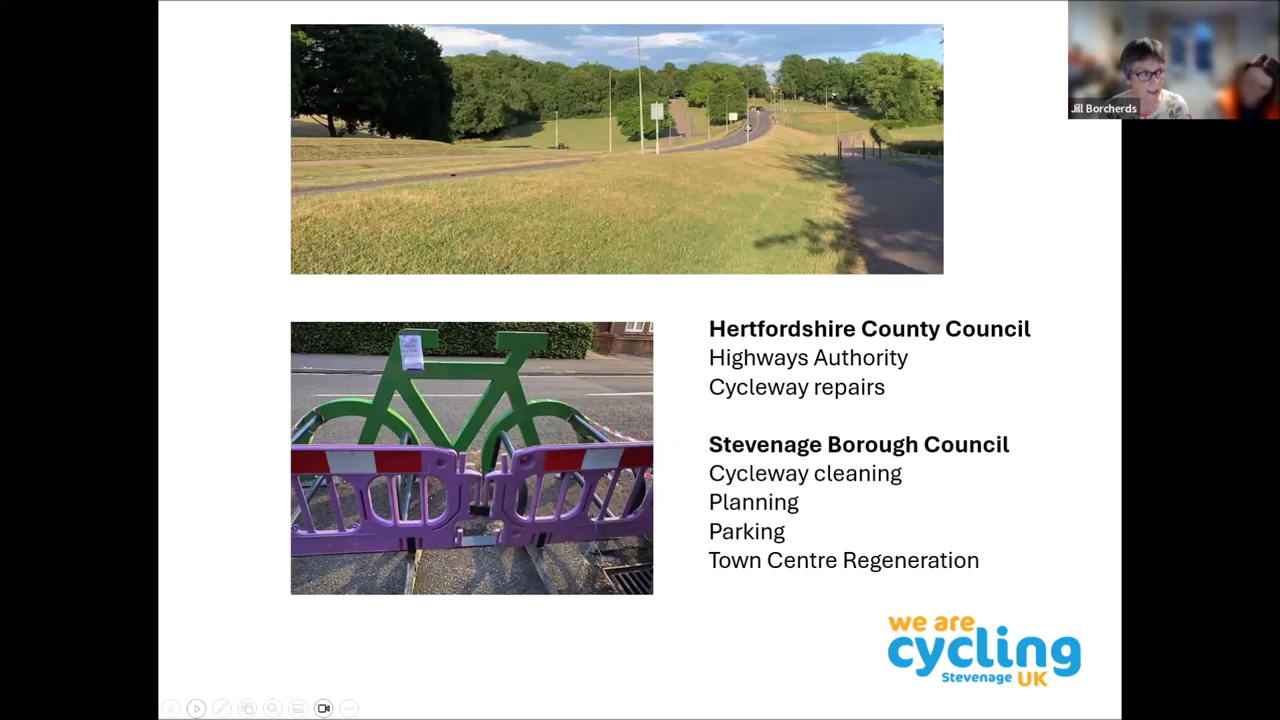 Jill Borcherds
Hertfordshire County Council
Highways Authority
Cycleway repairs
Stevenage Borough Council
Cycleway cleaning
Planning
Parking
Town Centre Regeneration
we are
cycling
Stevenage UK